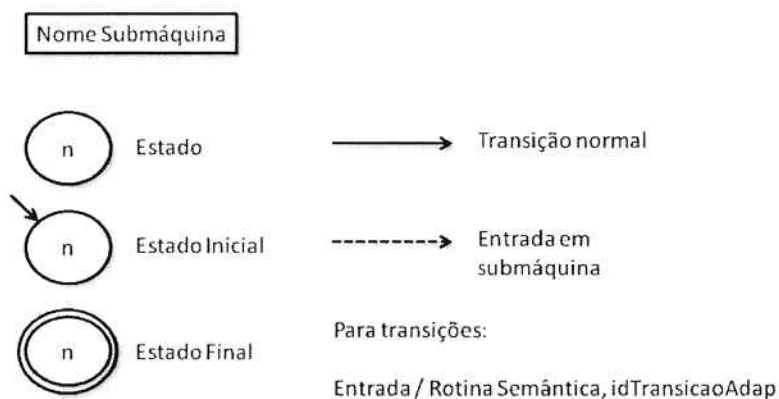 Nome Submáquina
n
Estado
Transição normal
n
Estado Inicial
Entrada em
submáquina
n
Estado Final
Para transições:
Entrada / Rotina Semântica, idTransicaoAdap